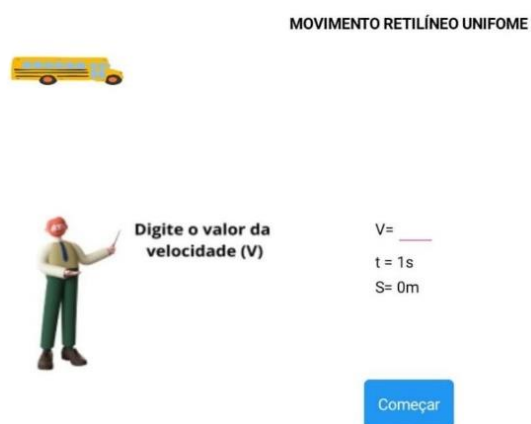 MOVIMENTO RETILÍNEO UNIFOME
Digite o valor da
velocidade (V)
V=
t = 1s
S= 0m
Começar